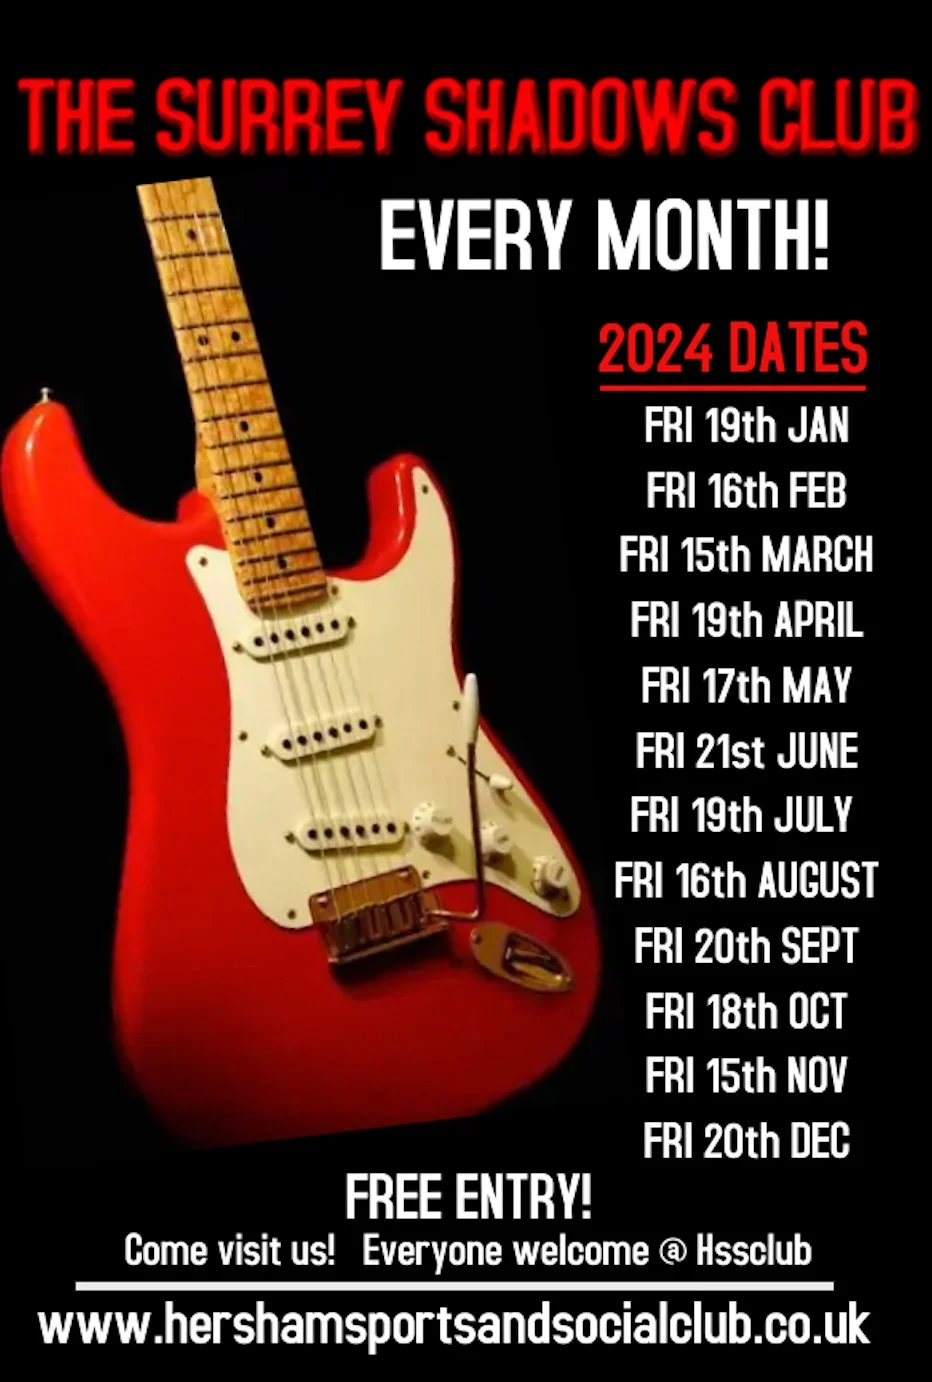 THE SURREY SHADOWS CLUB
EVERY MONTH!
2024 DATES
FRI 19th JAN
FRI 16th FEB
FRI 15th MARCH
FRI 19th APRIL
FRI 17th MAY
FRI 21st JUNE
FRI 19th JULY
FRI 16th AUGUST
FRI 20th SEPT
FRI 18th OCT
FRI 15th NOV
FRI 20th DEC
FREE ENTRY!
Come visit us! Everyone welcome @ Hssclub
www.hershamsportsandsocialclub.co.uk